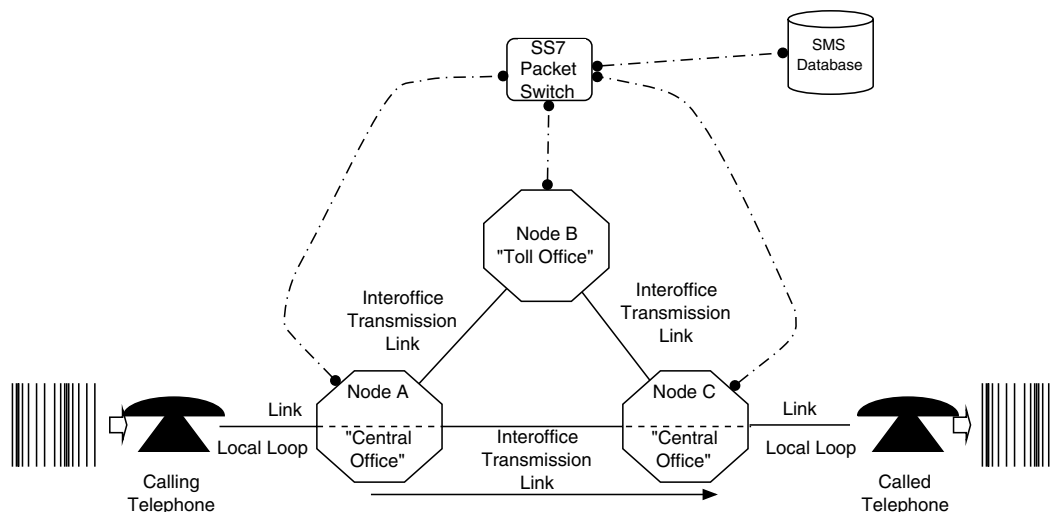 SS7
Packet
Switch
SMS
Database
Node B
"Toll Office"
Interoffice
Transmission
Link
Interoffice
Transmission
Link
Node A
"Central
Office"
Node C
"Central
Office"
Link
Local Loop
Interoffice
Transmission
Link
Link
Local Loop
Calling
Telephone
Called
Telephone